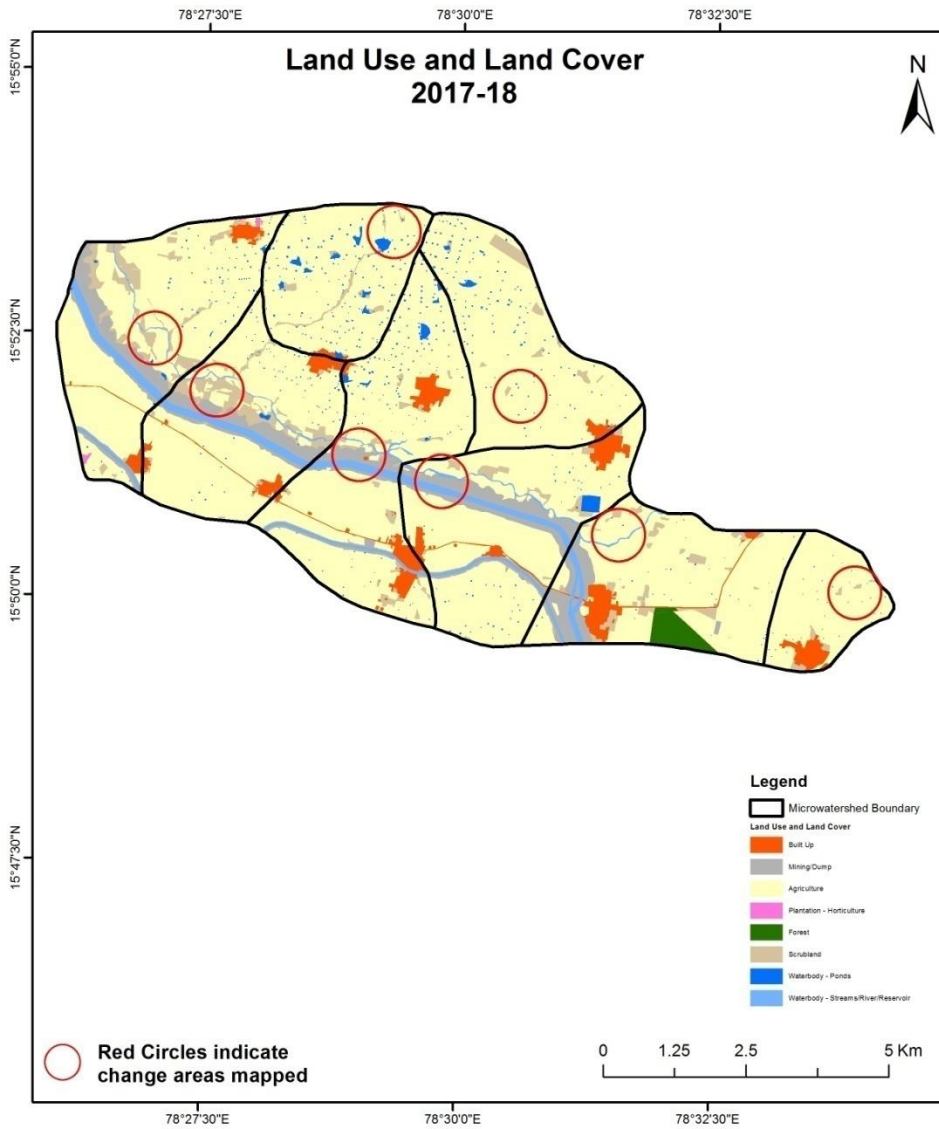 78°27'30"E 78°30'0"E 78°32'30"E
15°55'0"N
Land Use and Land Cover
2017-18
N
15°52'30"N
15°50'0"N
15°47'30"N
Legend
Microwatershed Boundary
Land Use and Land Cover
Built Up
Mining/Dump
Agriculture
Plantation - Horticulture
Forest
Scrubland
Waterbody - Ponds
Waterbody - Streams/River/Reservoir
Red Circles indicate
change areas mapped
0 1.25 2.5 5 Km
78°27'30"E 78°30'0"E 78°32'30"E